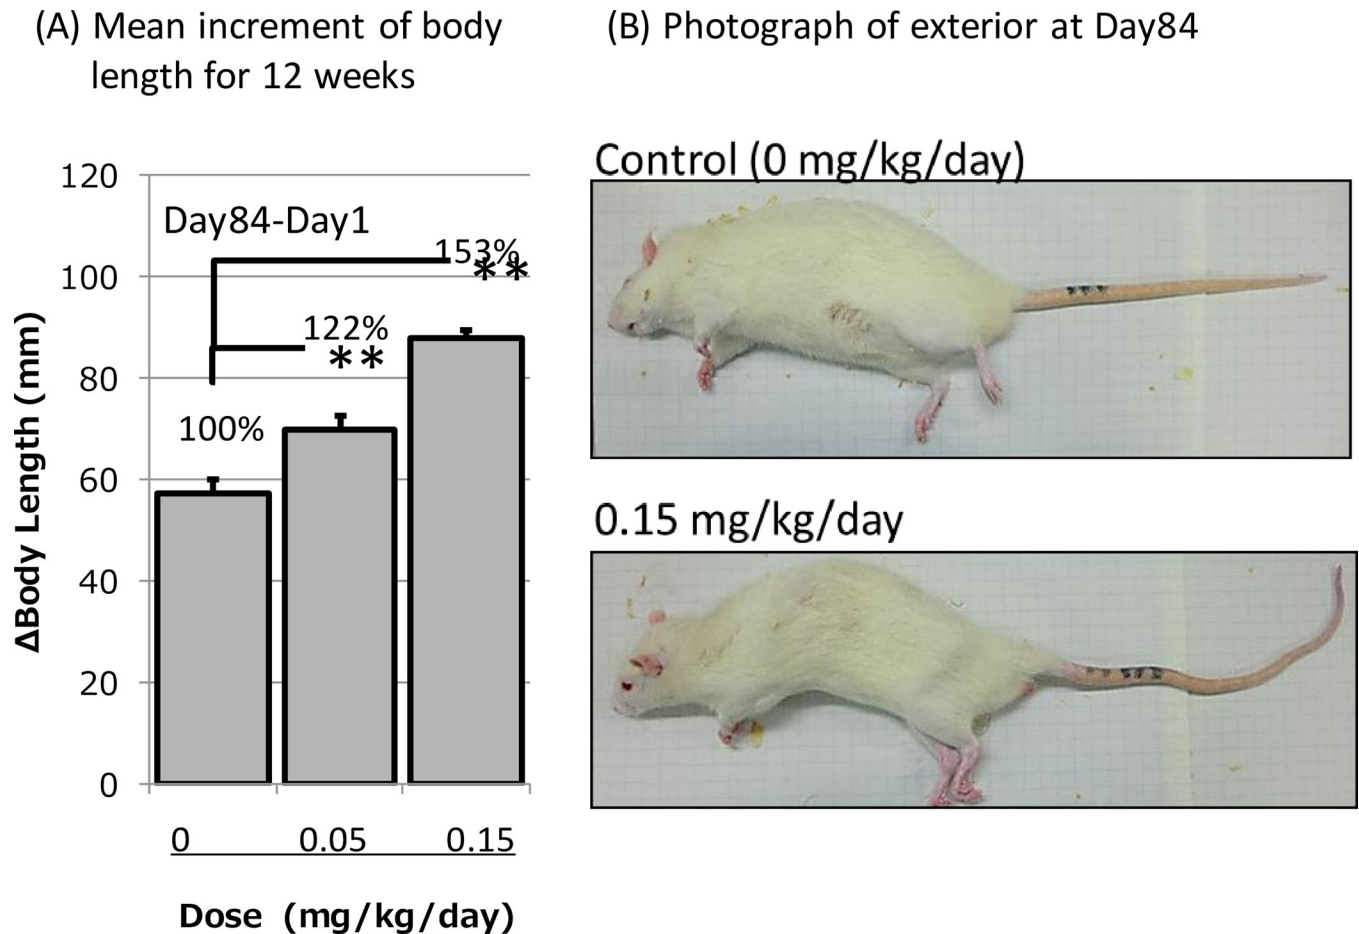 (A) Mean increment of body
length for 12 weeks
120
Day84-Day1
153%
**
100
122%
**
80
100%
60
40
20
0
ΔBody Length (mm)
0 0.05 0.15
Dose (mg/kg/day)
(B) Photograph of exterior at Day84
Control (0 mg/kg/day)
0.15 mg/kg/day